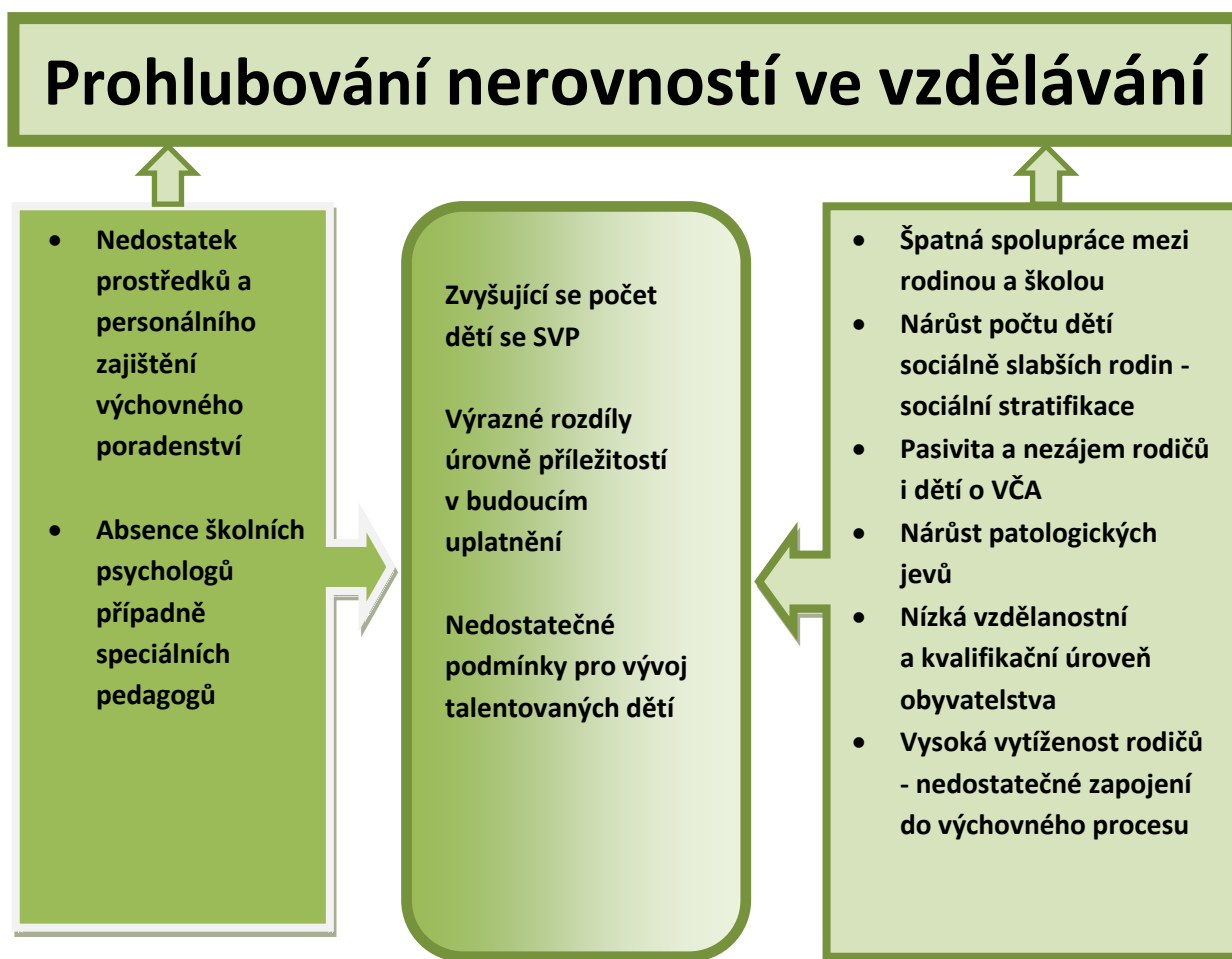 Prohlubování nerovností ve vzdělávání
• Nedostatek
prostředků a
personálního
zajištění
výchovného
poradenství
• Absence školních
psychologů
případně
speciálních
pedagogů
Zvyšující se počet
dětí se SVP
Výrazné rozdíly
úrovně příležitostí
v budoucím
uplatnění
Nedostatečné
podmínky pro vývoj
talentovaných dětí
• Špatná spolupráce mezi
rodinou a školou
• Nárůst počtu dětí
sociálně slabších rodin -
sociální stratifikace
• Pasivita a nezájem rodičů
i dětí o VČA
• Nárůst patologických
jevů
• Nízká vzdělanostní
a kvalifikační úroveň
obyvatelstva
• Vysoká vytíženost rodičů
- nedostatečné zapojení
do výchovného procesu